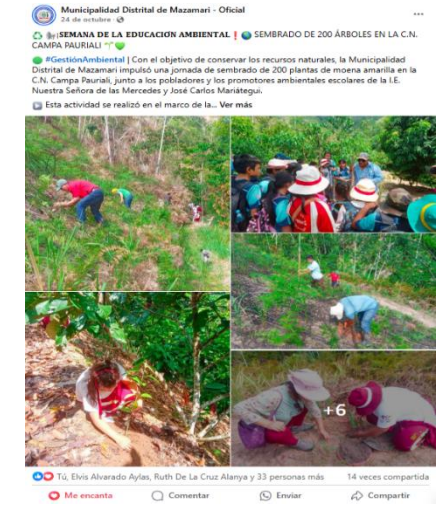 Municipalidad Distrital de Mazamari - Oficial
24 de octubre ·
♻️ SEMANA DE LA EDUCACIÓN AMBIENTAL❗🌏 SEMBRADO DE 200 ÁRBOLES EN LA C.N.
CAMPA PAURIALI 🌱💚
🟢 #GestiónAmbiental | Con el objetivo de conservar los recursos naturales, la Municipalidad
Distrital de Mazamari impulsó una jornada de sembrado de 200 plantas de moena amarilla en la
C.N. Campa Pauriali, junto a los pobladores y los promotores ambientales escolares de la I.E.
Nuestra Señora de las Mercedes y José Carlos Mariátegui.
▶️ Esta actividad se realizó en el marco de la... Ver más
+6
Tú, Elvis Alvarado Aylas, Ruth De La Cruz Alanya y 33 personas más 14 veces compartida
Me encanta Comentar Enviar Compartir